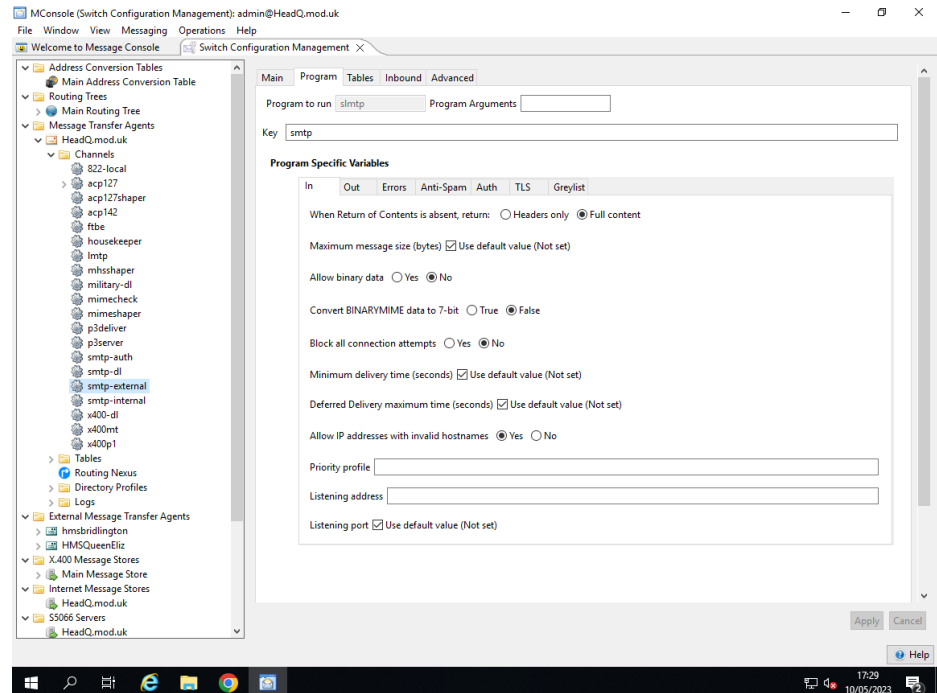 MConsole (Switch Configuration Management): admin@HeadQ.mod.uk
File Window View Messaging Operations Help
Welcome to Message Console Switch Configuration Management
Address Conversion Tables
Main Address Conversion Table
Routing Trees
Main Routing Tree
Message Transfer Agents
HeadQ.mod.uk
Channels
822-local
acp127
acp127shaper
acp142
ftbe
housekeeper
lmtp
mhsshaper
military-dl
mimecheck
mimeshaper
p3deliver
p3server
smtp-auth
smtp-dl
smtp-external
smtp-internal
x400-dl
x400mt
x400p1
Tables
Routing Nexus
Directory Profiles
Logs
External Message Transfer Agents
hmsbridlington
HMSQueenEliz
X.400 Message Stores
Main Message Store
Internet Message Stores
HeadQ.mod.uk
S5066 Servers
HeadQ.mod.uk
Main Program Tables Inbound Advanced
Program to run slmtp Program Arguments
Key smtp
Program Specific Variables
In Out Errors Anti-Spam Auth TLS Greylist
When Return of Contents is absent, return: Headers only Full content
Maximum message size (bytes) Use default value (Not set)
Allow binary data Yes No
Convert BINARYMIME data to 7-bit True False
Block all connection attempts Yes No
Minimum delivery time (seconds) Use default value (Not set)
Deferred Delivery maximum time (seconds) Use default value (Not set)
Allow IP addresses with invalid hostnames Yes No
Priority profile
Listening address
Listening port Use default value (Not set)
Apply Cancel
Help
17:29
10/05/2023
2